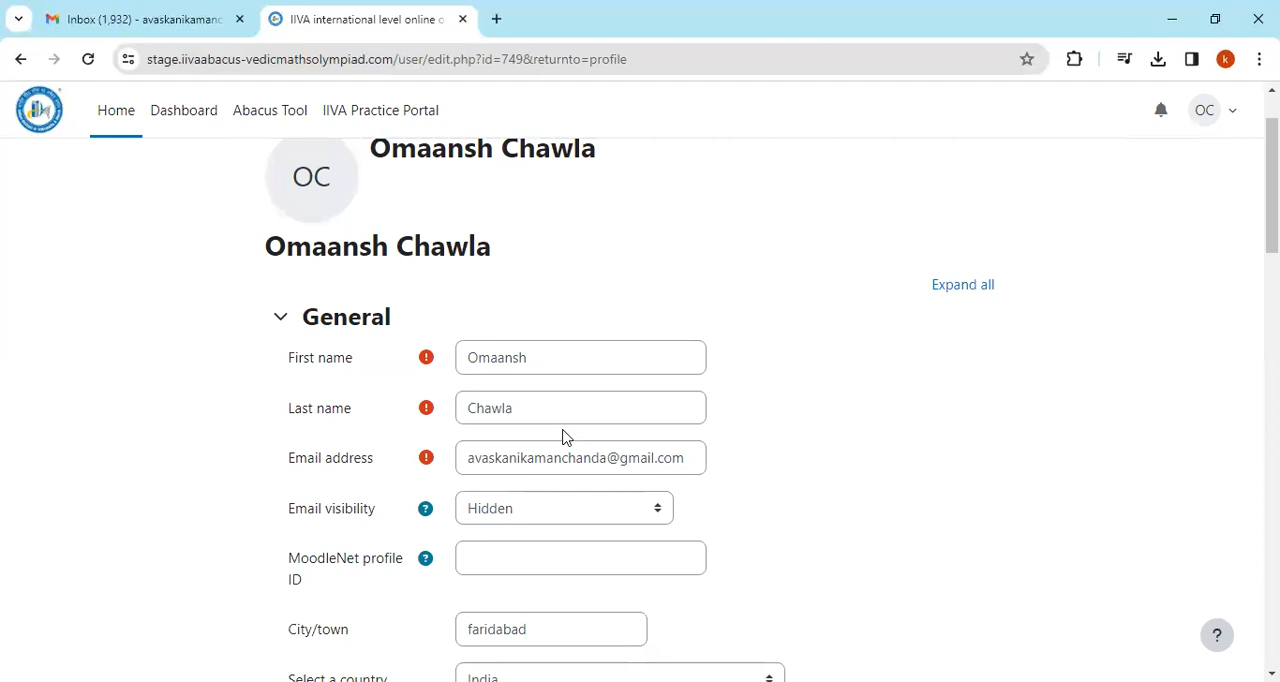 Inbox (1,932) - avaskanikamanc
IIVA international level online o
stage.iivaabacus-vedicmathsolympiad.com/user/edit.php?id=749&returnto=profile
k
Home Dashboard Abacus Tool IIVA Practice Portal
OC
OC
Omaansh Chawla
Omaansh Chawla
Expand all
General
First name Omaansh
Last name Chawla
Email address avaskanikamanchanda@gmail.com
Email visibility Hidden
MoodleNet profile ID
City/town faridabad
Select a country India